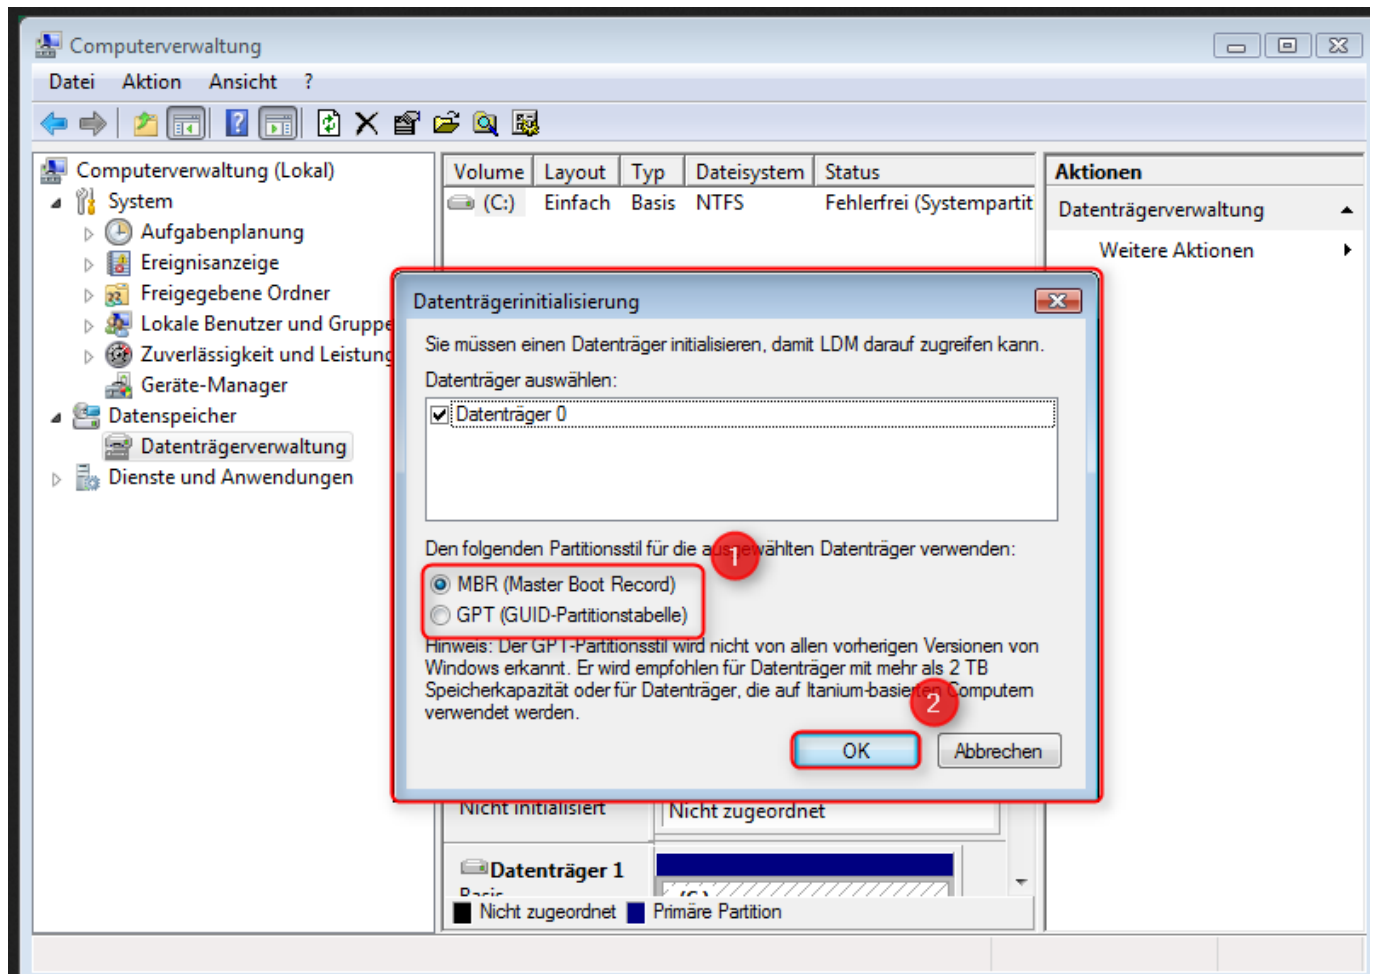 Computerverwaltung
Datei Aktion Ansicht ?
Computerverwaltung (Lokal)
System
Aufgabenplanung
Ereignisanzeige
Freigegebene Ordner
Lokale Benutzer und Gruppe
Zuverlässigkeit und Leistung
Geräte-Manager
Datenspeicher
Datenträgerverwaltung
Dienste und Anwendungen
Volume Layout Typ Dateisystem Status
(C:) Einfach Basis NTFS Fehlerfrei (Systempartit
Aktionen
Datenträgerverwaltung
Weitere Aktionen
Datenträgerinitialisierung
Sie müssen einen Datenträger initialisieren, damit LDM darauf zugreifen kann.
Datenträger auswählen:
Datenträger 0
Den folgenden Partitionsstil für die ausgewählten Datenträger verwenden:
1
MBR (Master Boot Record)
GPT (GUID-Partitionstabelle)
Hinweis: Der GPT-Partitionsstil wird nicht von allen vorherigen Versionen von
Windows erkannt. Er wird empfohlen für Datenträger mit mehr als 2 TB
Speicherkapazität oder für Datenträger, die auf Itanium-basierten Computern
verwendet werden.
2
OK Abbrechen
Nicht initialisiert
Nicht zugeordnet
Datenträger 1
Basis
(C:)
Nicht zugeordnet Primäre Partition